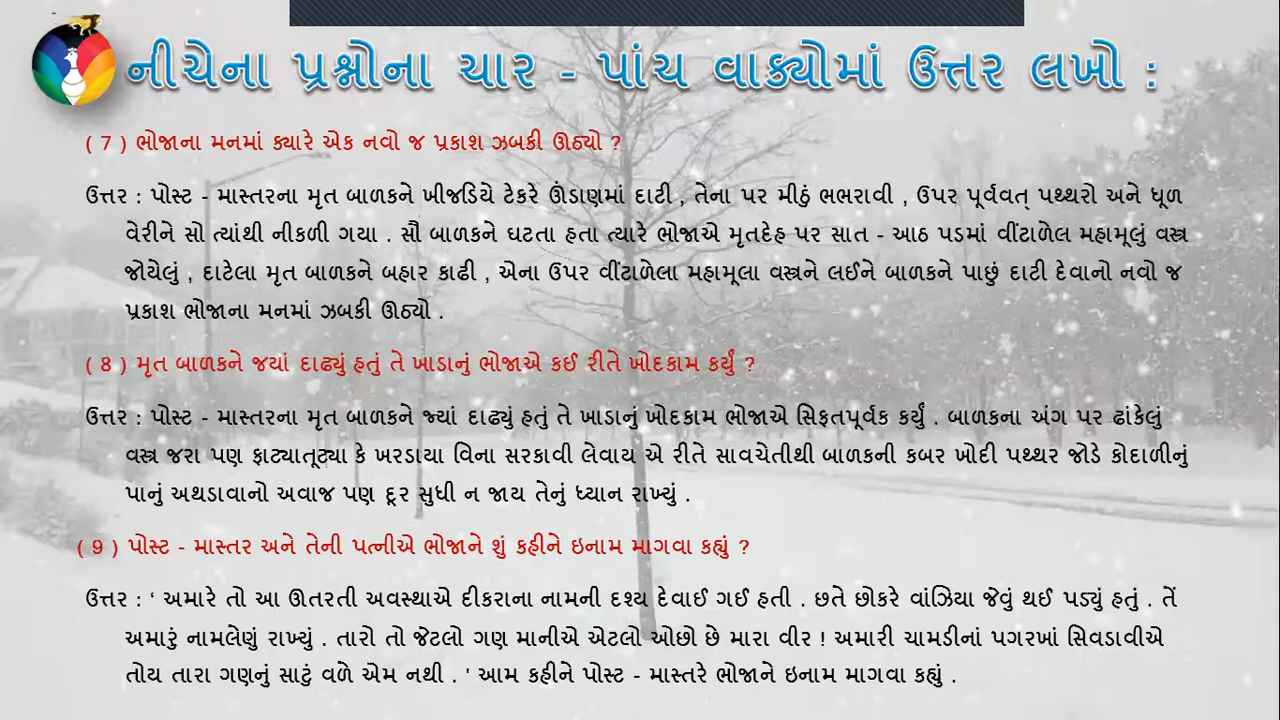 નીચેના પ્રશ્નોના ચાર - પાંચ વાક્યોમાં ઉત્તર લખો :
( 7 ) ભોજાના મનમાં ક્યારે એક નવો જ પ્રકાશ ઝબકી ઊઠ્યો ?
ઉત્તર : પોસ્ટ - માસ્તરના મૃત બાળકને ખીજડિયે ટેકરે ઊંડાણમાં દાટી , તેના પર મીઠું ભભરાવી , ઉપર પૂર્વવત્ પથ્થરો અને ધૂળ
વેરીને સો ત્યાંથી નીકળી ગયા . સૌ બાળકને ઘટતા હતા ત્યારે ભોજાએ મૃતદેહ પર સાત - આઠ પડમાં વીંટાળેલ મહામૂલું વસ્ત્ર
જોયેલું , દાટેલા મૃત બાળકને બહાર કાઢી , એના ઉપર વીંટાળેલા મહામૂલા વસ્ત્રને લઈને બાળકને પાછું દાટી દેવાનો નવો જ
પ્રકાશ ભોજાના મનમાં ઝબકી ઊઠ્યો .
( 8 ) મૃત બાળકને જયાં દાઢ્યું હતું તે ખાડાનું ભોજાએ કઈ રીતે ખોદકામ કર્યું ?
ઉત્તર : પોસ્ટ - માસ્તરના મૃત બાળકને જ્યાં દાઢ્યું હતું તે ખાડાનું ખોદકામ ભોજાએ સિફતપૂર્વક કર્યું . બાળકના અંગ પર ઢાંકેલું
વસ્ત્ર જરા પણ ફાટ્યાતૂટ્યા કે ખરડાયા વિના સરકાવી લેવાય એ રીતે સાવચેતીથી બાળકની કબર ખોદી પથ્થર જોડે કોદાળીનું
પાનું અથડાવાનો અવાજ પણ દૂર સુધી ન જાય તેનું ધ્યાન રાખ્યું .
( 9 ) પોસ્ટ - માસ્તર અને તેની પત્નીએ ભોજાને શું કહીને ઇનામ માગવા કહ્યું ?
ઉત્તર : ‘ અમારે તો આ ઊતરતી અવસ્થાએ દીકરાના નામની દશ્ય દેવાઈ ગઈ હતી . છતે છોકરે વાંઝિયા જેવું થઈ પડ્યું હતું . તેં
અમારું નામલેણું રાખ્યું . તારો તો જેટલો ગણ માનીએ એટલો ઓછો છે મારા વીર ! અમારી ચામડીનાં પગરખાં સિવડાવીએ
તોય તારા ગણનું સાટું વળે એમ નથી . ' આમ કહીને પોસ્ટ - માસ્તરે ભોજાને ઇનામ માગવા કહ્યું .